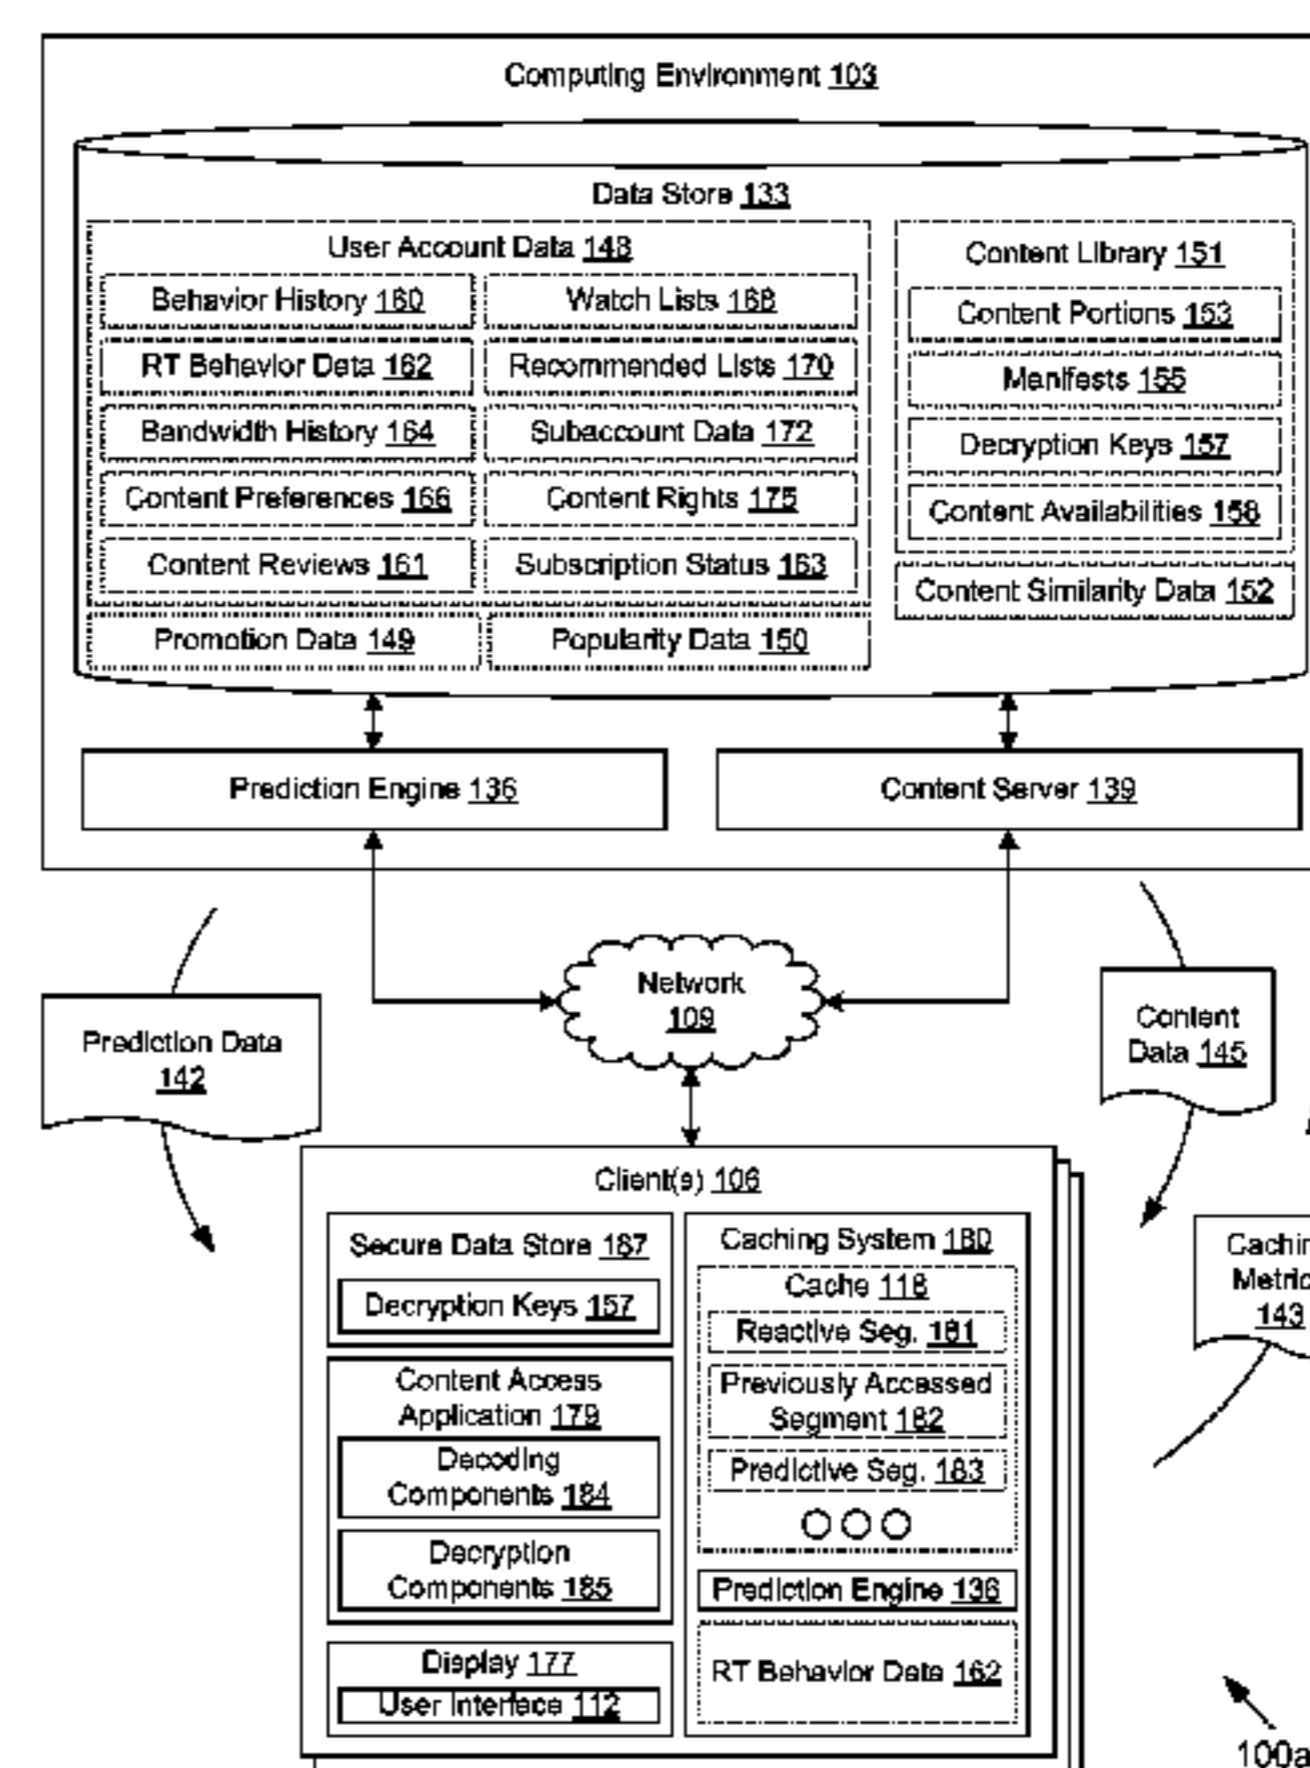 Computing Environment 103
Data Store 133
User Account Data 148
Behavior History 160
Watch Lists 168
RT Behavior Data 162
Recommended Lists 170
Bandwidth History 164
Subaccount Data 172
Content Preferences 166
Content Rights 175
Content Reviews 161
Subscription Status 163
Promotion Data 149
Popularity Data 150
Content Library 151
Content Portions 153
Manifests 155
Decryption Keys 157
Content Availabilities 158
Content Similarity Data 152
Prediction Engine 136
Content Server 139
Network
109
Prediction Data
142
Content
Data 145
Client(s) 106
Secure Data Store 187
Decryption Keys 157
Content Access
Application 179
Decoding
Components 184
Decryption
Components 185
Display 177
User Interface 112
Caching System 180
Cache 118
Reactive Seg. 181
Previously Accessed
Segment 182
Predictive Seg. 183
Prediction Engine 136
RT Behavior Data 162
143
100a